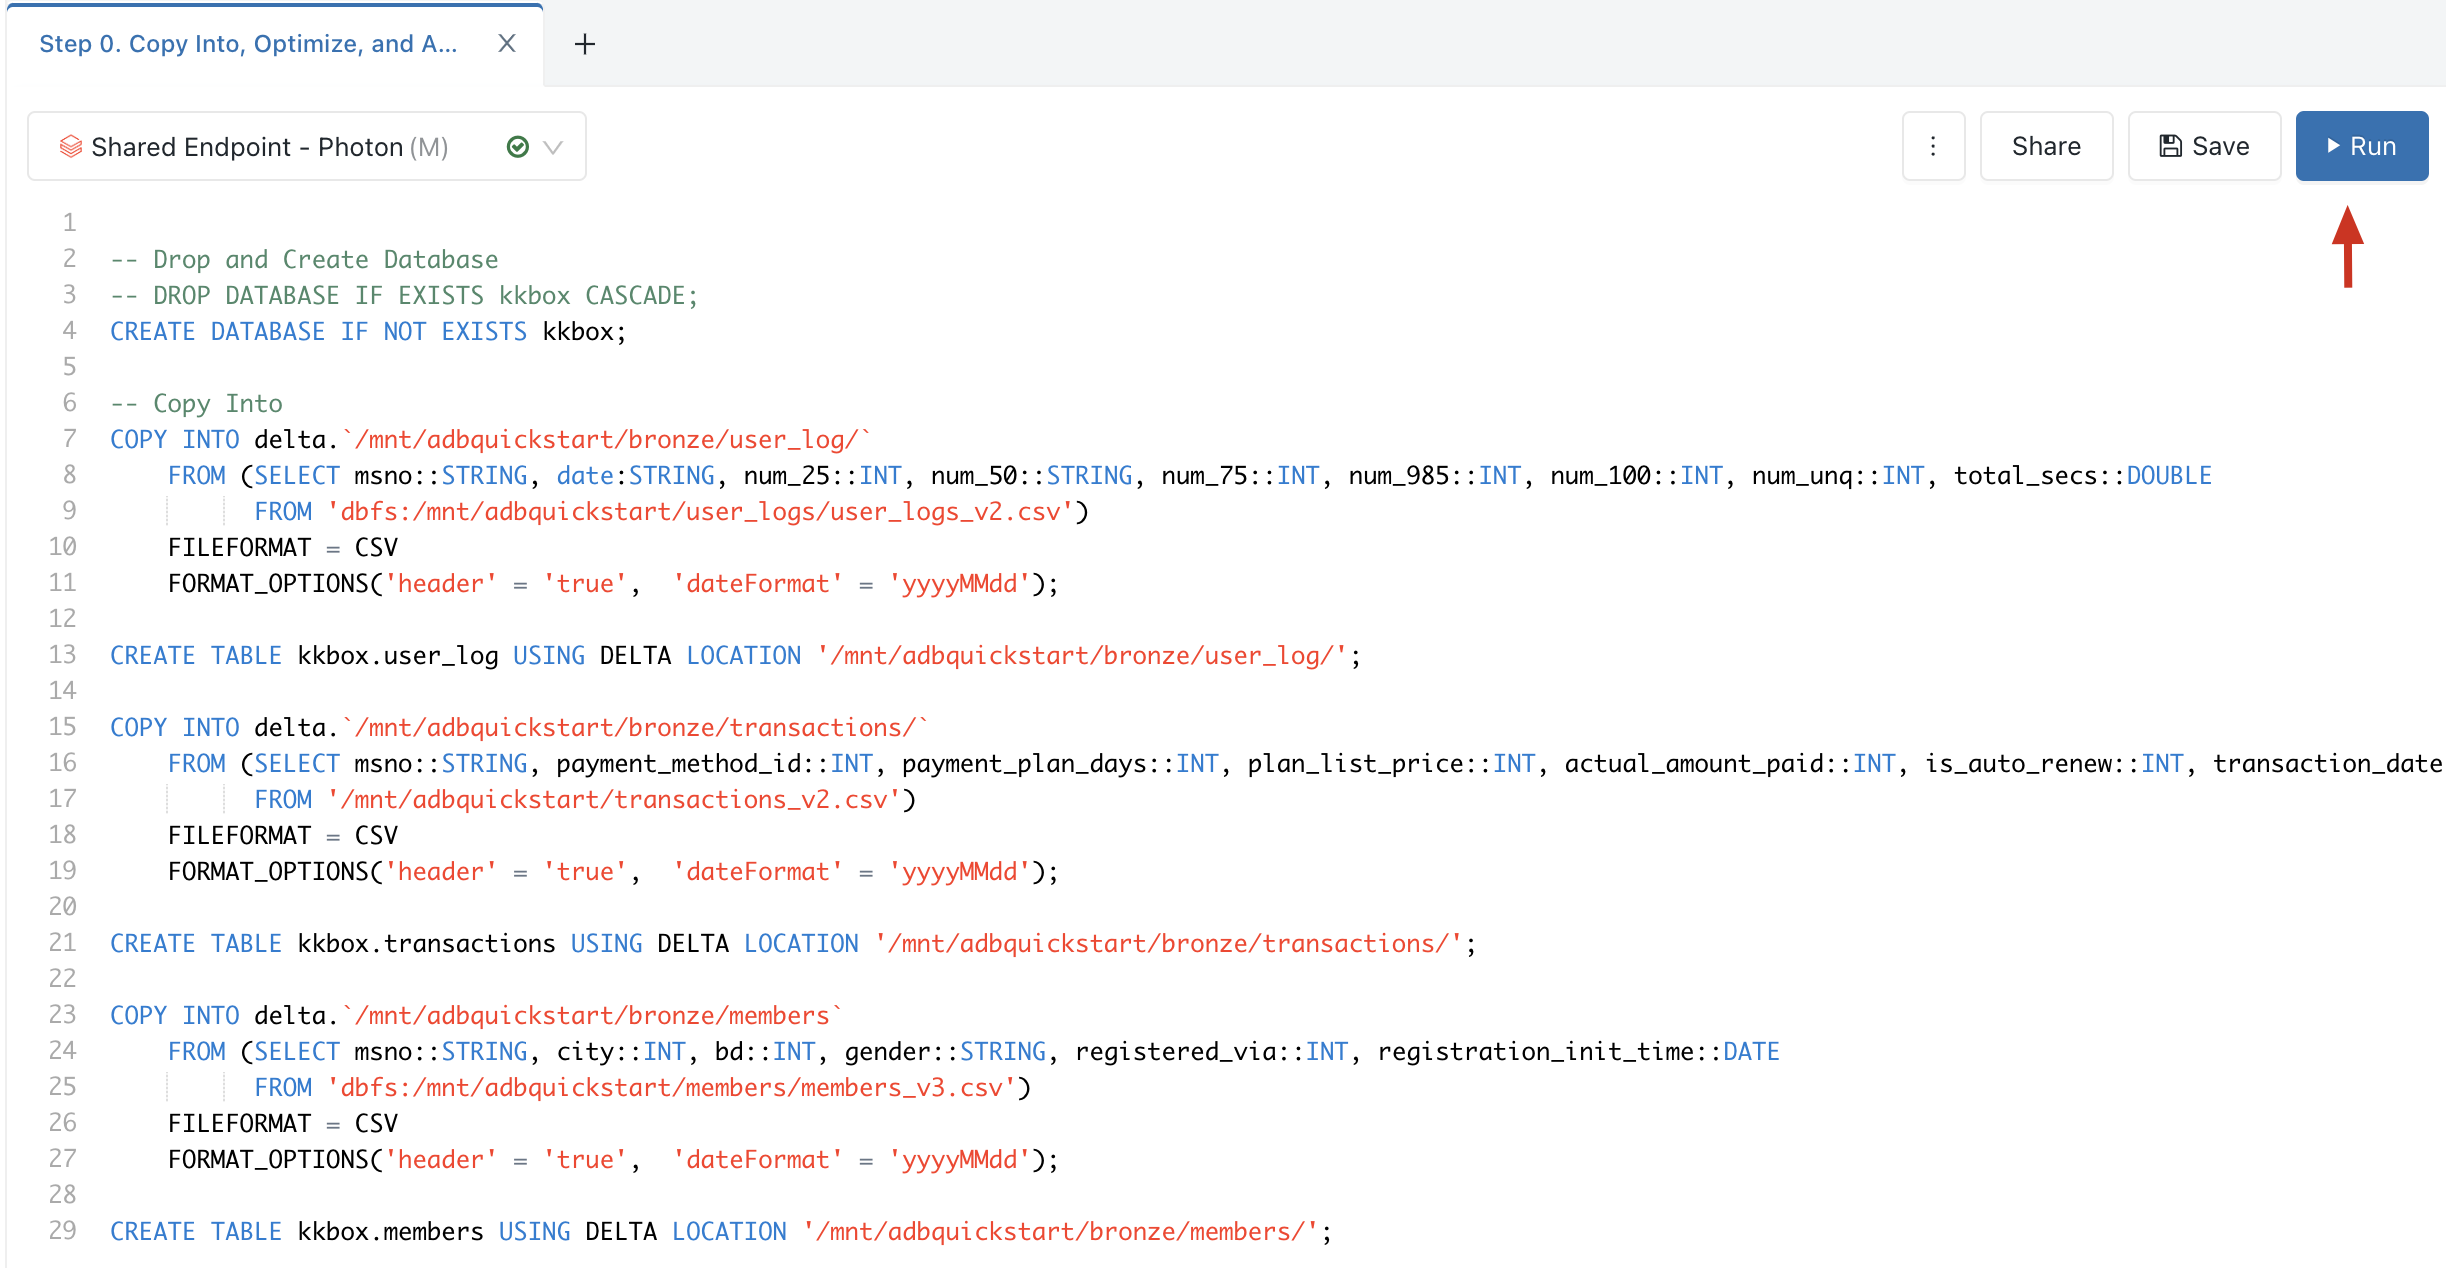 Step 0. Copy Into, Optimize, and A... X +
Shared Endpoint - Photon (M) Share Save Run
1
2 -- Drop and Create Database
3 -- DROP DATABASE IF EXISTS kkbox CASCADE;
4 CREATE DATABASE IF NOT EXISTS kkbox;
5
6 -- Copy Into
7 COPY INTO delta.`/mnt/adbquickstart/bronze/user_log/`
8 FROM (SELECT msno::STRING, date:STRING, num_25::INT, num_50::STRING, num_75::INT, num_985::INT, num_100::INT, num_unq::INT, total_secs::DOUBLE
9 FROM 'dbfs:/mnt/adbquickstart/user_logs/user_logs_v2.csv')
10 FILEFORMAT = CSV
11 FORMAT_OPTIONS('header' = 'true', 'dateFormat' = 'yyyyMMdd');
12
13 CREATE TABLE kkbox.user_log USING DELTA LOCATION '/mnt/adbquickstart/bronze/user_log/';
14
15 COPY INTO delta.`/mnt/adbquickstart/bronze/transactions/`
16 FROM (SELECT msno::STRING, payment_method_id::INT, payment_plan_days::INT, plan_list_price::INT, actual_amount_paid::INT, is_auto_renew::INT, transaction_date
17 FROM '/mnt/adbquickstart/transactions_v2.csv')
18 FILEFORMAT = CSV
19 FORMAT_OPTIONS('header' = 'true', 'dateFormat' = 'yyyyMMdd');
20
21 CREATE TABLE kkbox.transactions USING DELTA LOCATION '/mnt/adbquickstart/bronze/transactions/';
22
23 COPY INTO delta.`/mnt/adbquickstart/bronze/members`
24 FROM (SELECT msno::STRING, city::INT, bd::INT, gender::STRING, registered_via::INT, registration_init_time::DATE
25 FROM 'dbfs:/mnt/adbquickstart/members/members_v3.csv')
26 FILEFORMAT = CSV
27 FORMAT_OPTIONS('header' = 'true', 'dateFormat' = 'yyyyMMdd');
28
29 CREATE TABLE kkbox.members USING DELTA LOCATION '/mnt/adbquickstart/bronze/members/';